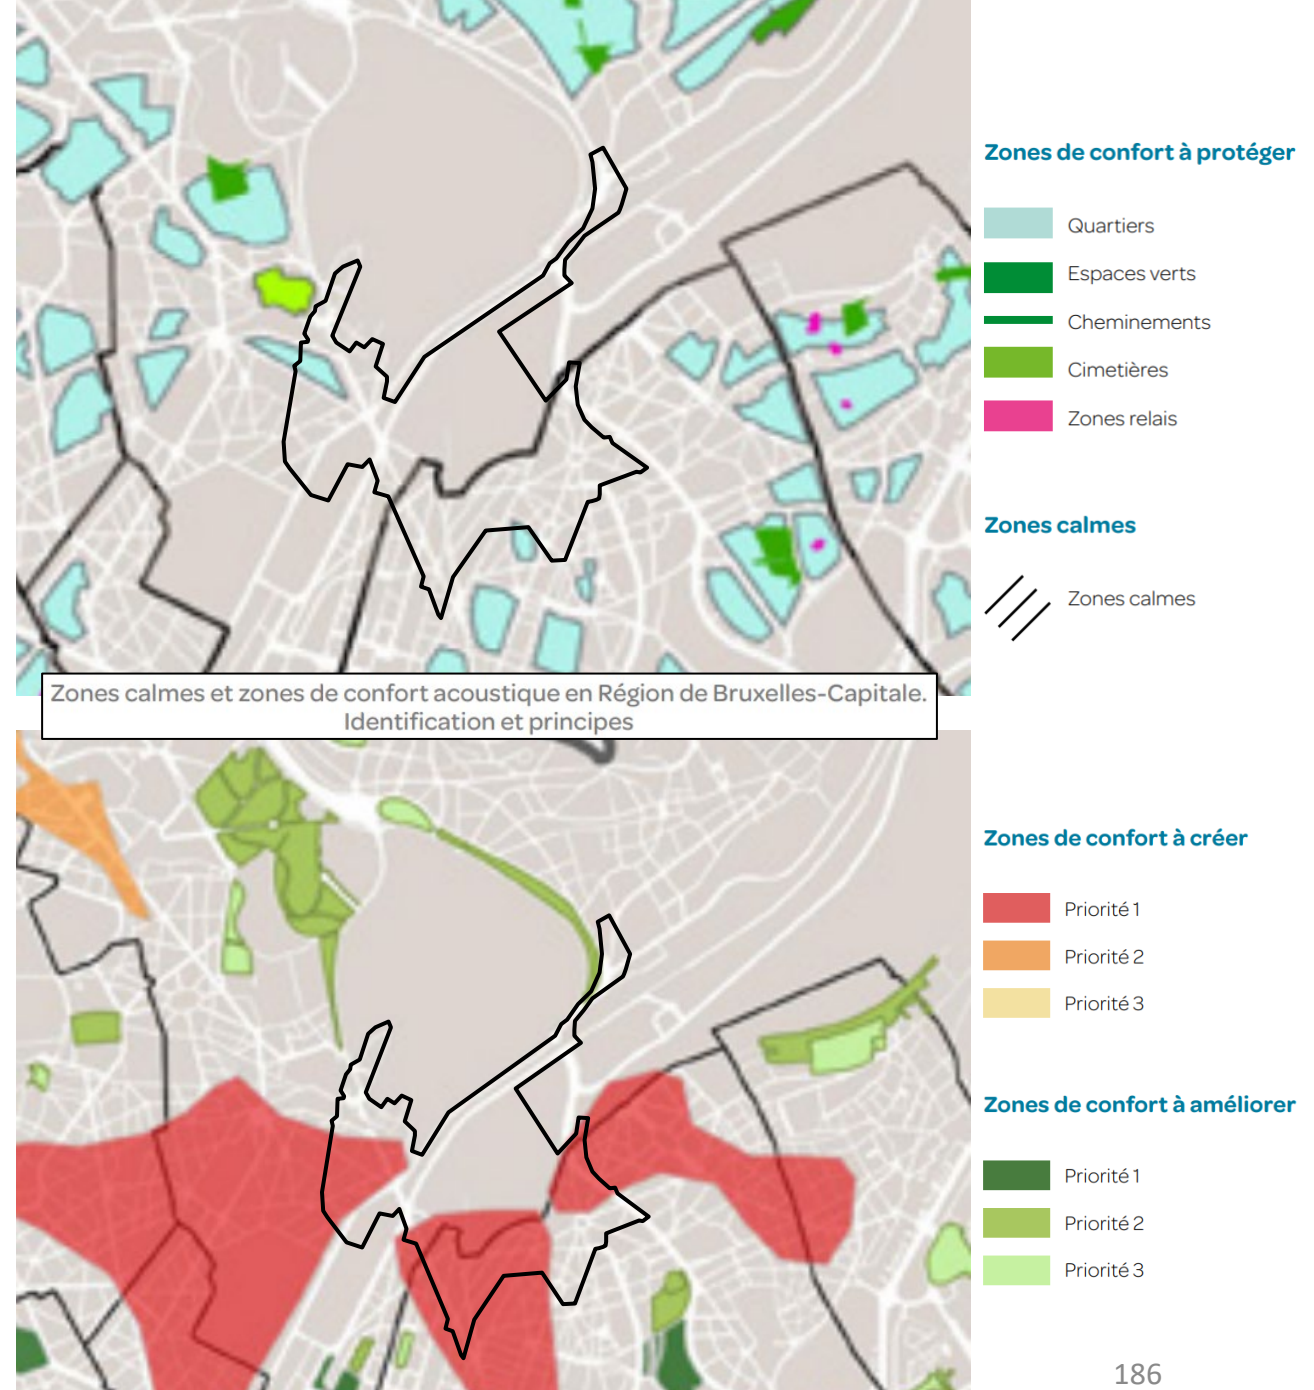 Zones de confort à protéger
Quartiers
Espaces verts
Cheminements
Cimetières
Zones relais
Zones calmes
Zones calmes
Zones calmes et zones de confort acoustique en Région de Bruxelles-Capitale.
Identification et principes
Zones de confort à créer
Priorité 1
Priorité 2
Priorité 3
Zones de confort à améliorer
Priorité 1
Priorité 2
Priorité 3
186